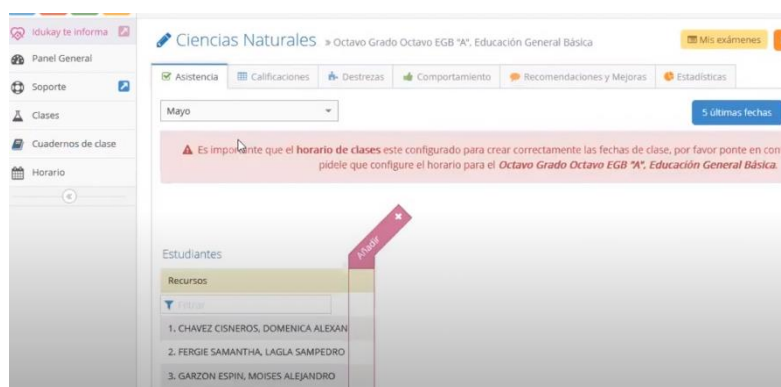 Idukay te informa
Panel General
Soporte
Clases
Cuadernos de clase
Horario
Ciencias Naturales » Octavo Grado Octavo EGB "A", Educación General Básica
Mis exámenes
Asistencia Calificaciones Destrezas Comportamiento Recomendaciones y Mejoras Estadísticas
Mayo
5 últimas fechas
Es importante que el horario de clases este configurado para crear correctamente las fechas de clase, por favor ponte en con
pídele que configure el horario para el Octavo Grado Octavo EGB "A", Educación General Básica.
Añadir
Estudiantes
Recursos
Filtrar
1. CHAVEZ CISNEROS, DOMENICA ALEXAN
2. FERGIE SAMANTHA, LAGLA SAMPEDRO
3. GARZON ESPIN, MOISES ALEJANDRO